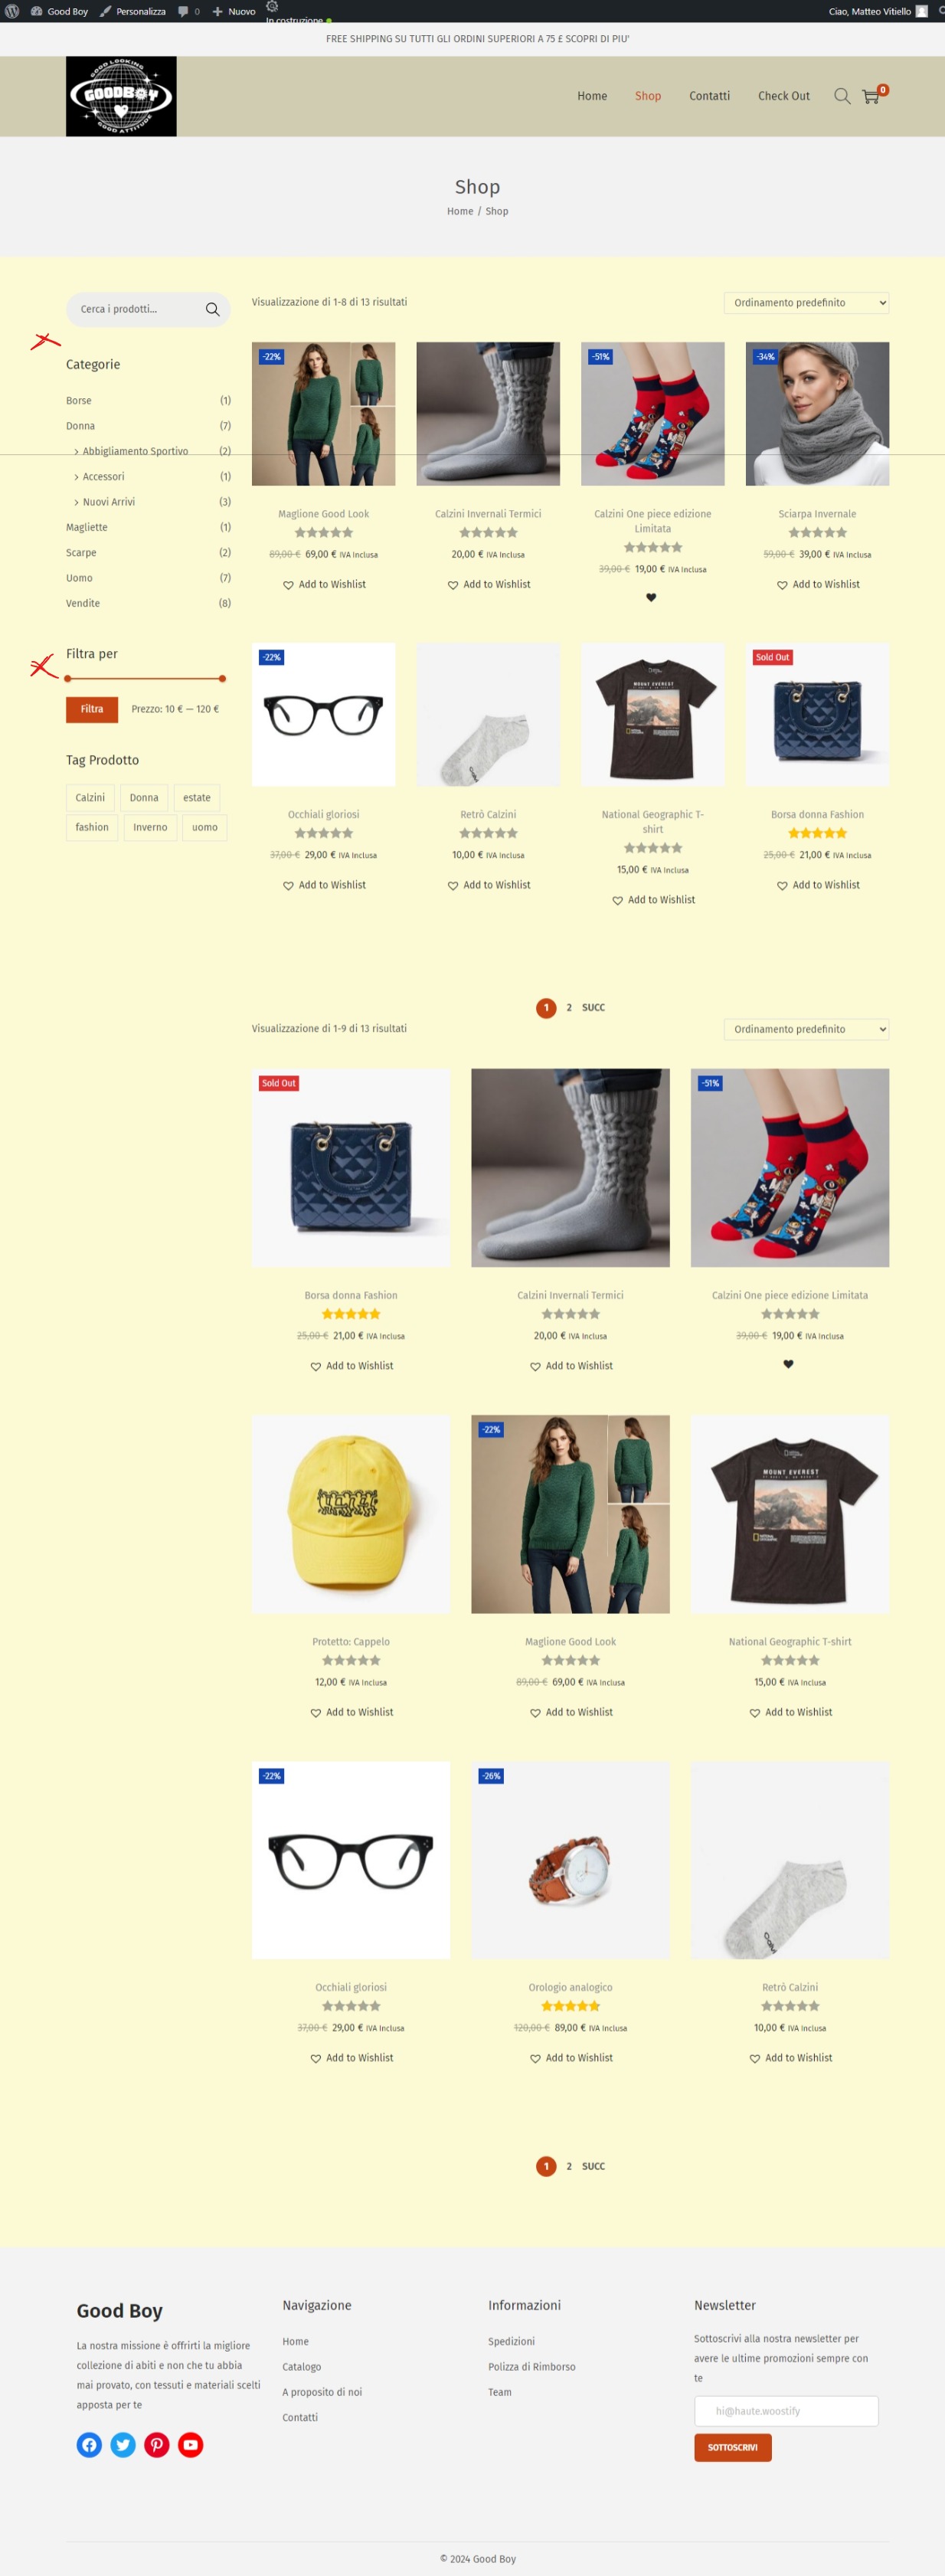 Good Boy Personalizza 0 Nuovo In costruzione Ciao, Matteo Vitiello
FREE SHIPPING SU TUTTI GLI ORDINI SUPERIORI A 75 £ SCOPRI DI PIU'
GOOD LOOKING
GOODBOY
GOOD ATTITUDE
Home Shop Contatti Check Out 0
Shop
Home / Shop
Cerca i prodotti...
Categorie
Borse (1)
Donna (7)
Abbigliamento Sportivo (2)
Accessori (1)
Nuovi Arrivi (3)
Magliette (1)
Scarpe (2)
Uomo (7)
Vendite (8)
Filtra per
Filtra Prezzo: 10 € — 120 €
Tag Prodotto
Calzini Donna estate
fashion Inverno uomo
Visualizzazione di 1-8 di 13 risultati Ordinamento predefinito
-22% -51% -34%
Maglione Good Look
89,00 € 69,00 € IVA Inclusa
Add to Wishlist
Calzini Invernali Termici
20,00 € IVA Inclusa
Add to Wishlist
Calzini One piece edizione
Limitata
39,00 € 19,00 € IVA Inclusa
Sciarpa Invernale
59,00 € 39,00 € IVA Inclusa
Add to Wishlist
-22% Sold Out
MOUNT EVEREST
Occhiali gloriosi
37,00 € 29,00 € IVA Inclusa
Add to Wishlist
Retrò Calzini
10,00 € IVA Inclusa
Add to Wishlist
National Geographic T-
shirt
15,00 € IVA Inclusa
Add to Wishlist
Borsa donna Fashion
25,00 € 21,00 € IVA Inclusa
Add to Wishlist
1 2 SUCC
Visualizzazione di 1-9 di 13 risultati Ordinamento predefinito
Sold Out -51%
Borsa donna Fashion
25,00 € 21,00 € IVA Inclusa
Add to Wishlist
Calzini Invernali Termici
20,00 € IVA Inclusa
Add to Wishlist
Calzini One piece edizione Limitata
39,00 € 19,00 € IVA Inclusa
-22%
MOUNT EVEREST
Protetto: Cappelo
12,00 € IVA Inclusa
Add to Wishlist
Maglione Good Look
89,00 € 69,00 € IVA Inclusa
Add to Wishlist
National Geographic T-shirt
15,00 € IVA Inclusa
Add to Wishlist
-22% -26%
Occhiali gloriosi
37,00 € 29,00 € IVA Inclusa
Add to Wishlist
Orologio analogico
120,00 € 89,00 € IVA Inclusa
Add to Wishlist
Retrò Calzini
10,00 € IVA Inclusa
Add to Wishlist
1 2 SUCC
Good Boy
La nostra missione è offrirti la migliore
collezione di abiti e non che tu abbia
mai provato, con tessuti e materiali scelti
apposta per te
Navigazione
Home
Catalogo
A proposito di noi
Contatti
Informazioni
Spedizioni
Polizza di Rimborso
Team
Newsletter
Sottoscrivi alla nostra newsletter per
avere le ultime promozioni sempre con
te
hi@haute.woostify
SOTTOSCRIVI
© 2024 Good Boy